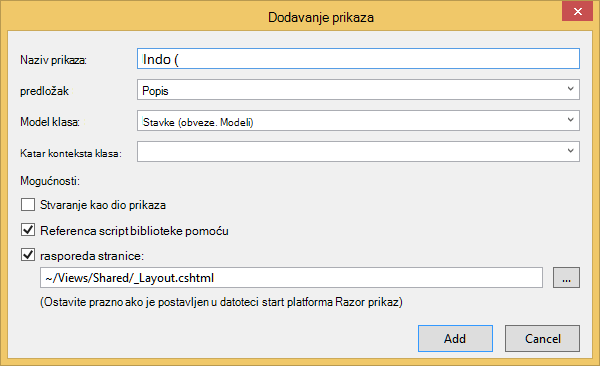 Dodavanje prikaza
Naziv prikaza: Indo (
predložak Popis
Model klasa: Stavke (obveze. Modeli)
Katar konteksta klasa:
Mogućnosti:
Stvaranje kao dio prikaza
Referenca script biblioteke pomoću
rasporeda stranice:
~/Views/Shared/_Layout.cshtml ...
(Ostavite prazno ako je postavljen u datoteci start platforma Razor prikaz)
Add Cancel